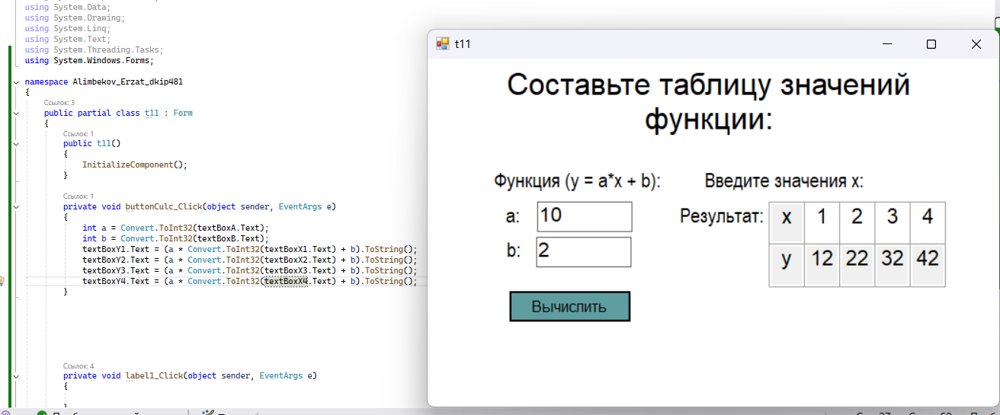 using System.Data;
using System.Drawing;
using System.Linq;
using System.Text;
using System.Threading.Tasks;
using System.Windows.Forms;
namespace Alimbekov_Erzat_dkip481
{
Ссылок: 3
public partial class t11 : Form
{
Ссылок: 1
public t11()
{
InitializeComponent();
}
Ссылок: 1
private void buttonCulc_Click(object sender, EventArgs e)
{
int a = Convert.ToInt32(textBoxA.Text);
int b = Convert.ToInt32(textBoxB.Text);
textBoxY1.Text = (a * Convert.ToInt32(textBoxX1.Text) + b).ToString();
textBoxY2.Text = (a * Convert.ToInt32(textBoxX2.Text) + b).ToString();
textBoxY3.Text = (a * Convert.ToInt32(textBoxX3.Text) + b).ToString();
textBoxY4.Text = (a * Convert.ToInt32(textBoxX4.Text) + b).ToString();
}
Ссылок: 4
private void label1_Click(object sender, EventArgs e)
{
}
t11
Составьте таблицу значений
функции:
Функция (y = a*x + b):
Введите значения x:
a: 10
b: 2
Вычислить
Результат:
x 1 2 3 4
y 12 22 32 42